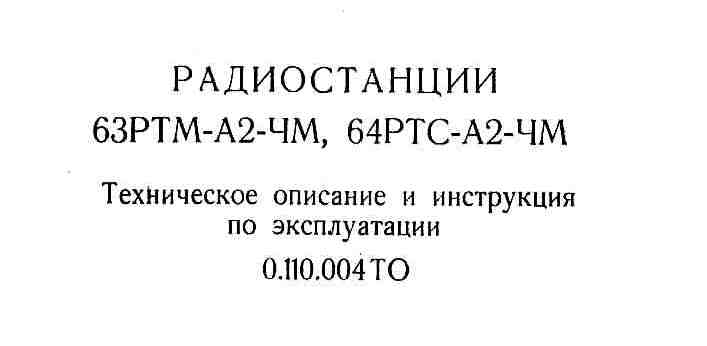 РАДИОСТАНЦИИ
63РТМ-А2-ЧМ, 64РТС-А2-ЧМ
Техническое описание и инструкция
по эксплуатации
0.110.004ТО